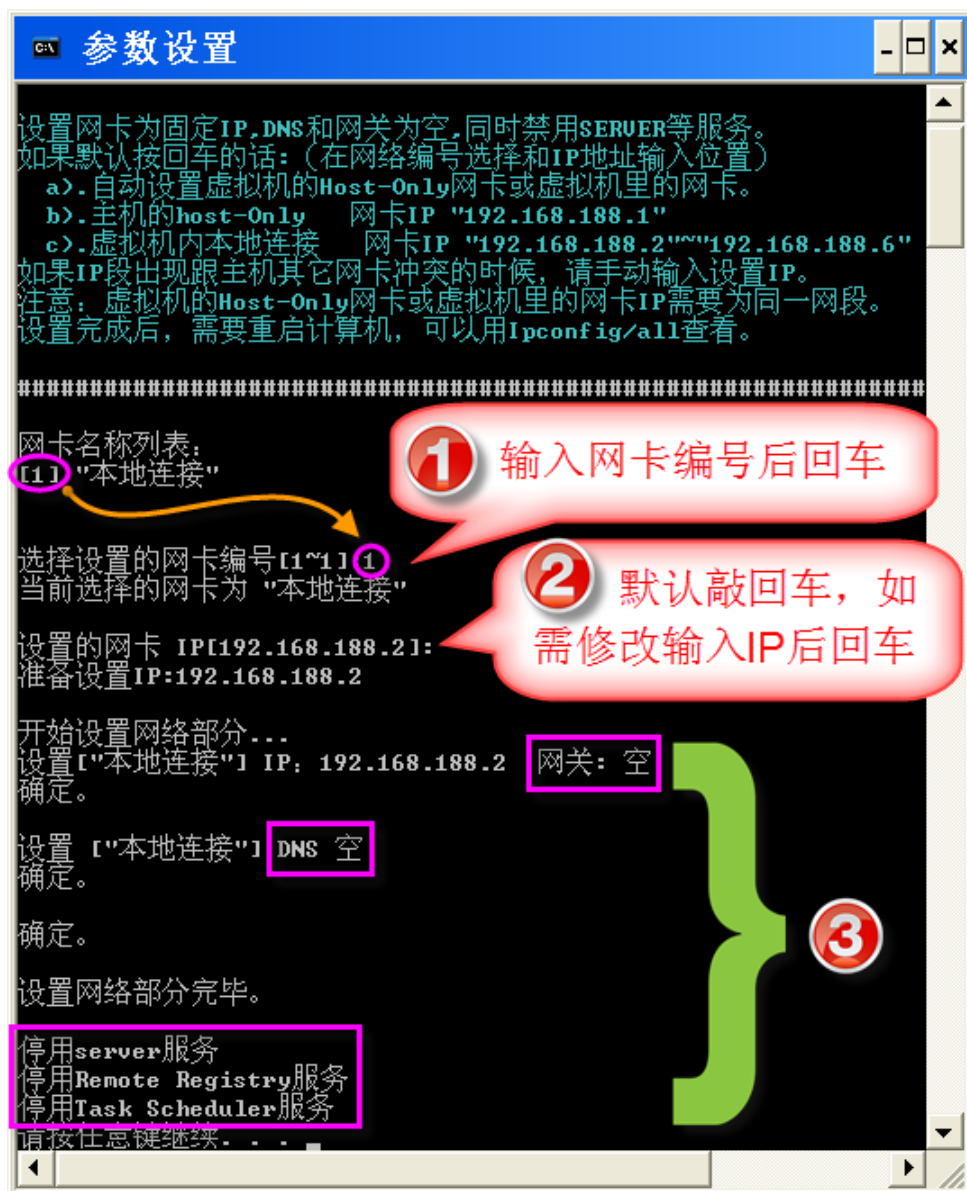 参数设置
设置网卡为固定IP,DNS和网关为空,同时禁用SERVER等服务。
如果默认按回车的话:(在网络编号选择和IP地址输入位置)
a).自动设置虚拟机的Host-Only网卡或虚拟机里的网卡。
b).主机的host-Only 网卡IP "192.168.188.1"
c).虚拟机内本地连接 网卡IP "192.168.188.2"~"192.168.188.6"
如果IP段出现跟主机其它网卡冲突的时候, 请手动输入设置IP。
注意: 虚拟机的Host-Only网卡或虚拟机里的网卡IP需要为同一网段。
设置完成后, 需要重启计算机, 可以用Ipconfig/all查看。
###############################################################
网卡名称列表:
[1] "本地连接"
1 输入网卡编号后回车
选择设置的网卡编号[1~1]1
当前选择的网卡为 "本地连接"
2 默认敲回车，如
需修改输入IP后回车
设置的网卡 IP[192.168.188.2]:
准备设置IP:192.168.188.2
开始设置网络部分...
设置["本地连接"] IP: 192.168.188.2 网关: 空
确定。
设置 ["本地连接"] DNS 空
确定。
确定。
3
设置网络部分完毕。
停用server服务
停用Remote Registry服务
停用Task Scheduler服务
请按任意键继续. . .